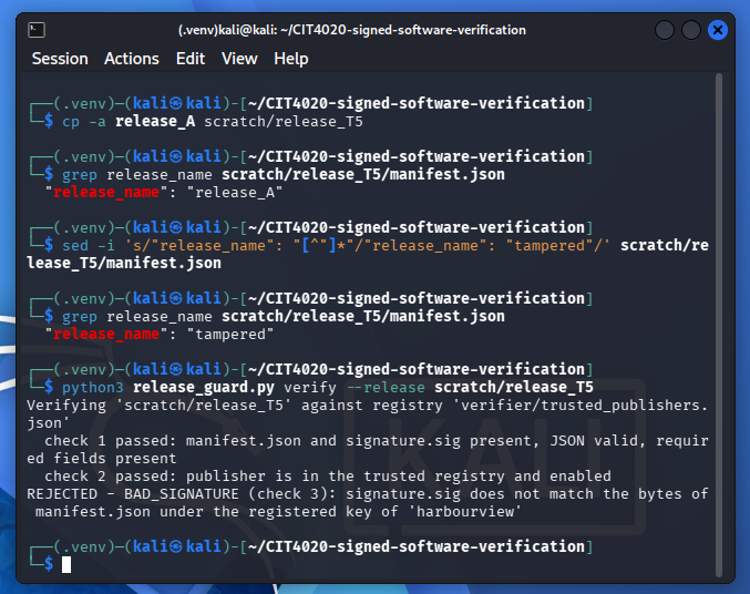 (.venv)kali@kali: ~/CIT4020-signed-software-verification
Session Actions Edit View Help
┌──(.venv)─(kali㉿kali)-[~/CIT4020-signed-software-verification]
└─$ cp -a release_A scratch/release_T5
┌──(.venv)─(kali㉿kali)-[~/CIT4020-signed-software-verification]
└─$ grep release_name scratch/release_T5/manifest.json
"release_name": "release_A"
┌──(.venv)─(kali㉿kali)-[~/CIT4020-signed-software-verification]
└─$ sed -i 's/"release_name": "[^"]*"/"release_name": "tampered"/' scratch/re
lease_T5/manifest.json
┌──(.venv)─(kali㉿kali)-[~/CIT4020-signed-software-verification]
└─$ grep release_name scratch/release_T5/manifest.json
"release_name": "tampered"
┌──(.venv)─(kali㉿kali)-[~/CIT4020-signed-software-verification]
└─$ python3 release_guard.py verify --release scratch/release_T5
Verifying 'scratch/release_T5' against registry 'verifier/trusted_publishers.
json'
check 1 passed: manifest.json and signature.sig present, JSON valid, requir
ed fields present
check 2 passed: publisher is in the trusted registry and enabled
REJECTED - BAD_SIGNATURE (check 3): signature.sig does not match the bytes of
manifest.json under the registered key of 'harbourview'
┌──(.venv)─(kali㉿kali)-[~/CIT4020-signed-software-verification]
└─$
KALI